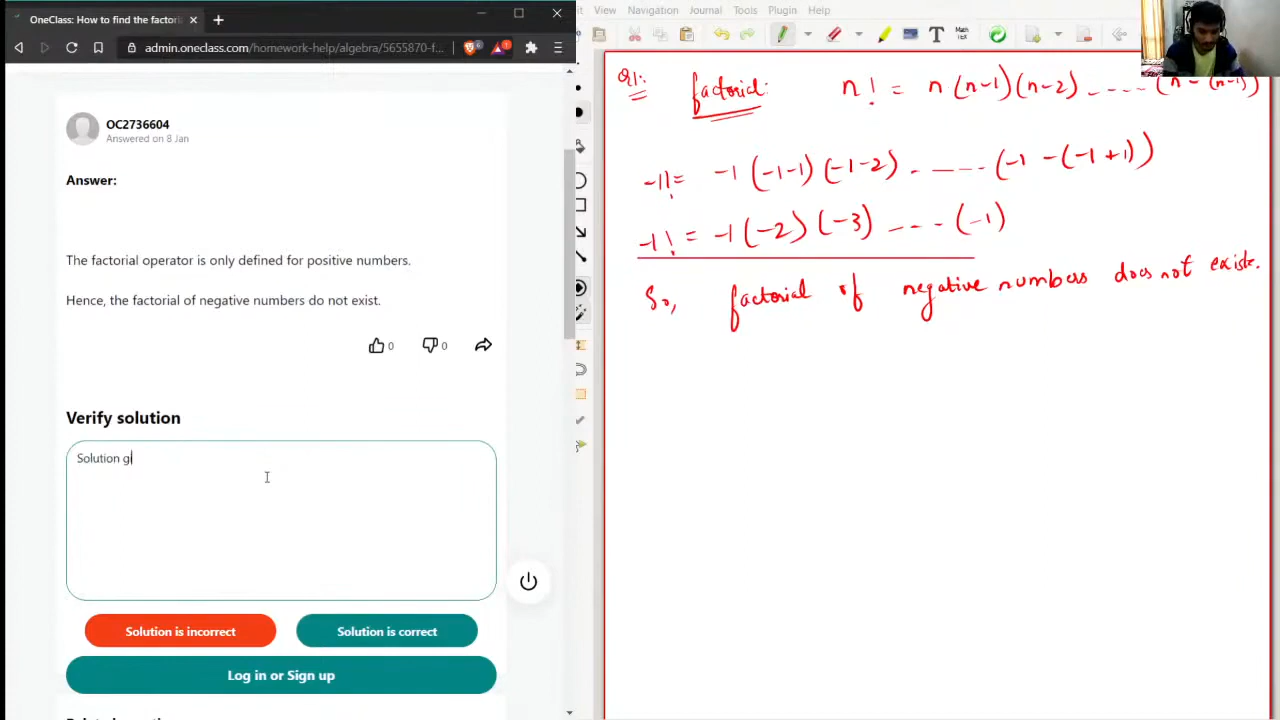 OneClass: How to find the factori
admin.oneclass.com/homework-help/algebra/5655870-f...
View Navigation Journal Tools Plugin Help
OC2736604
Answered on 8 Jan
Answer:
The factorial operator is only defined for positive numbers.
Hence, the factorial of negative numbers do not exist.
0 0
Verify solution
Solution gi
Solution is incorrect Solution is correct
Log in or Sign up
T Math TEX
Q1: factorial: n! = n(n-1)(n-2) ..... (n-(n-1))
-1! = -1(-1-1)(-1-2) ...... (-1 -(-1+1))
-1! = -1(-2)(-3) .... (-1)
So, factorial of negative numbers does not exist.